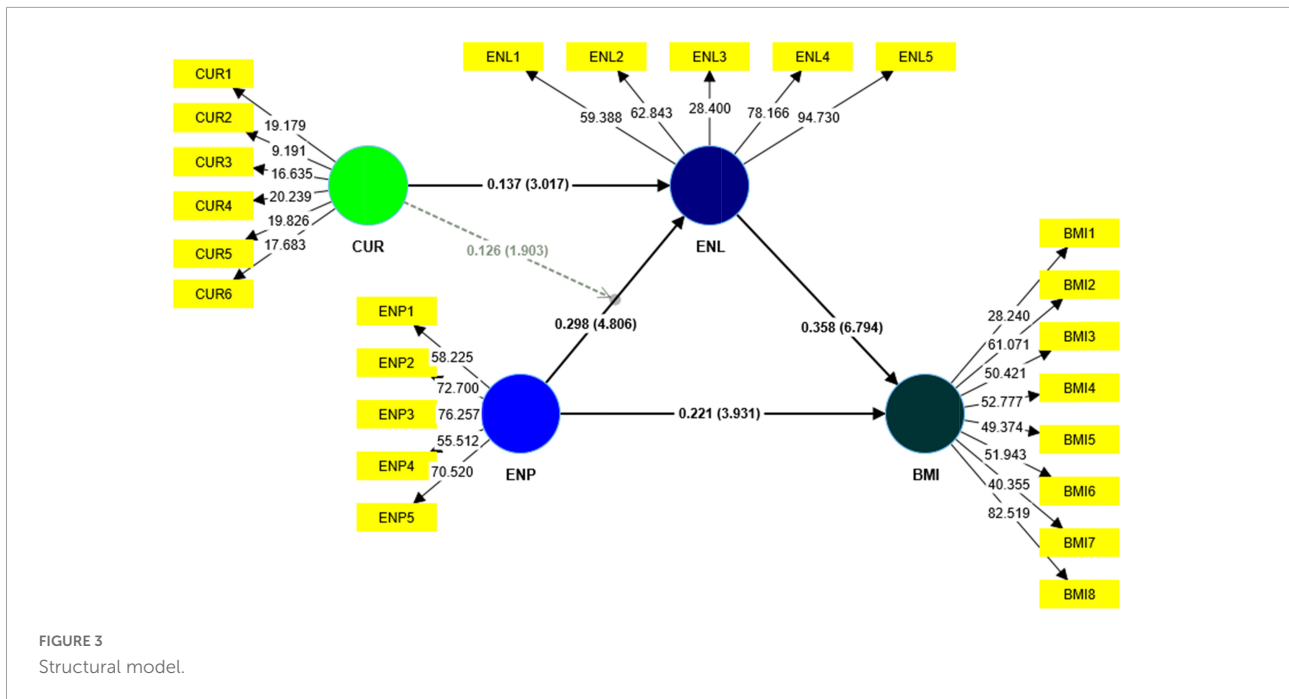 ENL1
ENL2
ENL3
ENL4
ENL5
59.388
62.843
28.400
78.166
94.730
CUR1
CUR2
CUR3
CUR4
CUR5
CUR6
19.179
9.191
16.635
20.239
19.826
17.683
CUR
0.137 (3.017)
ENL
0.126 (1.903)
0.298 (4.806)
0.358 (6.794)
ENP1
ENP2
ENP3
ENP4
ENP5
58.225
72.700
76.257
55.512
70.520
ENP
0.221 (3.931)
BMI
BMI1
BMI2
BMI3
BMI4
BMI5
BMI6
BMI7
BMI8
28.240
61.071
50.421
52.777
49.374
51.943
40.355
82.519
FIGURE 3
Structural model.